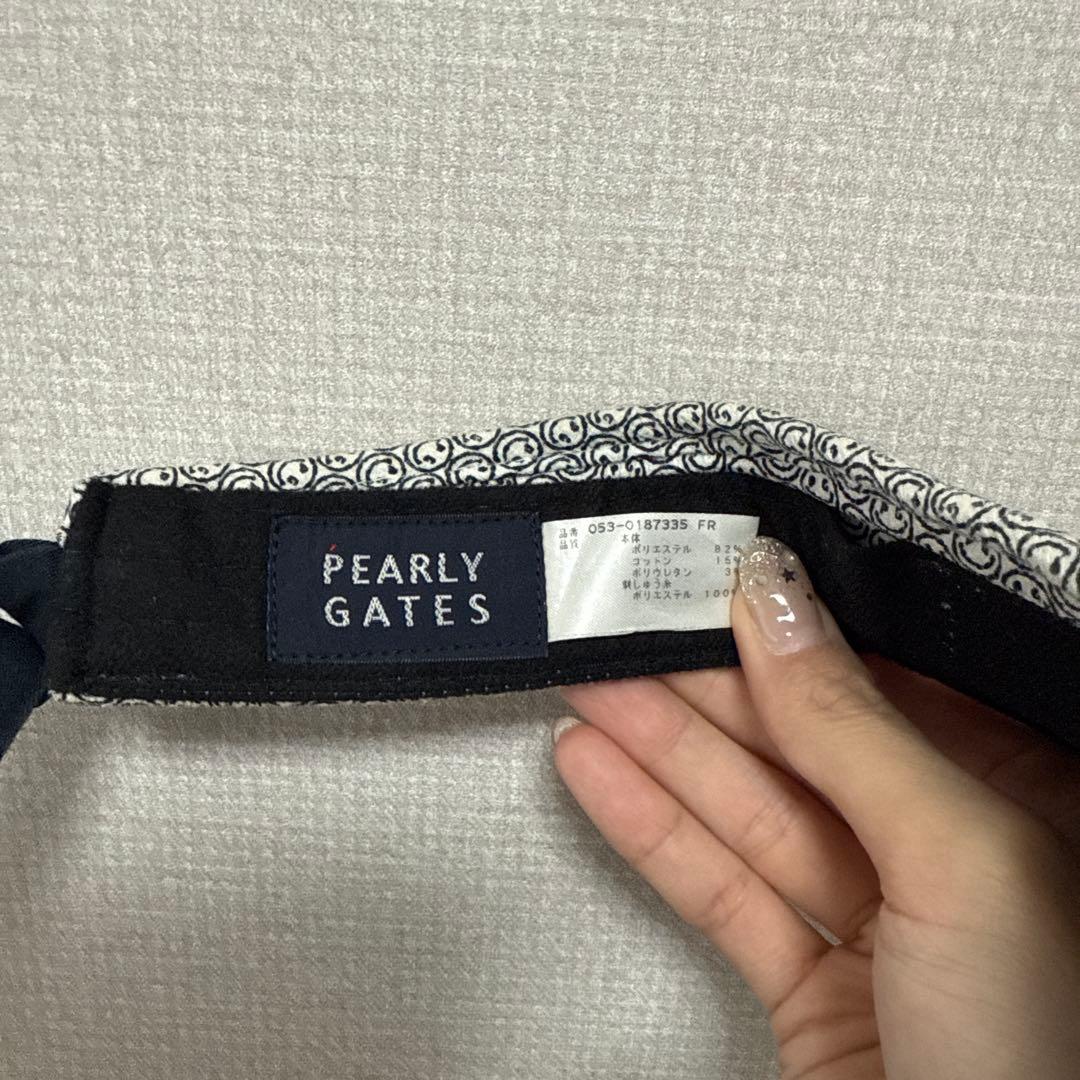 PEARLY
GATES
品番 053-0187335 FR
品質 本体
ポリエステル 82%
コットン 15%
ポリウレタン 3%
刺しゅう糸
ポリエステル 100%